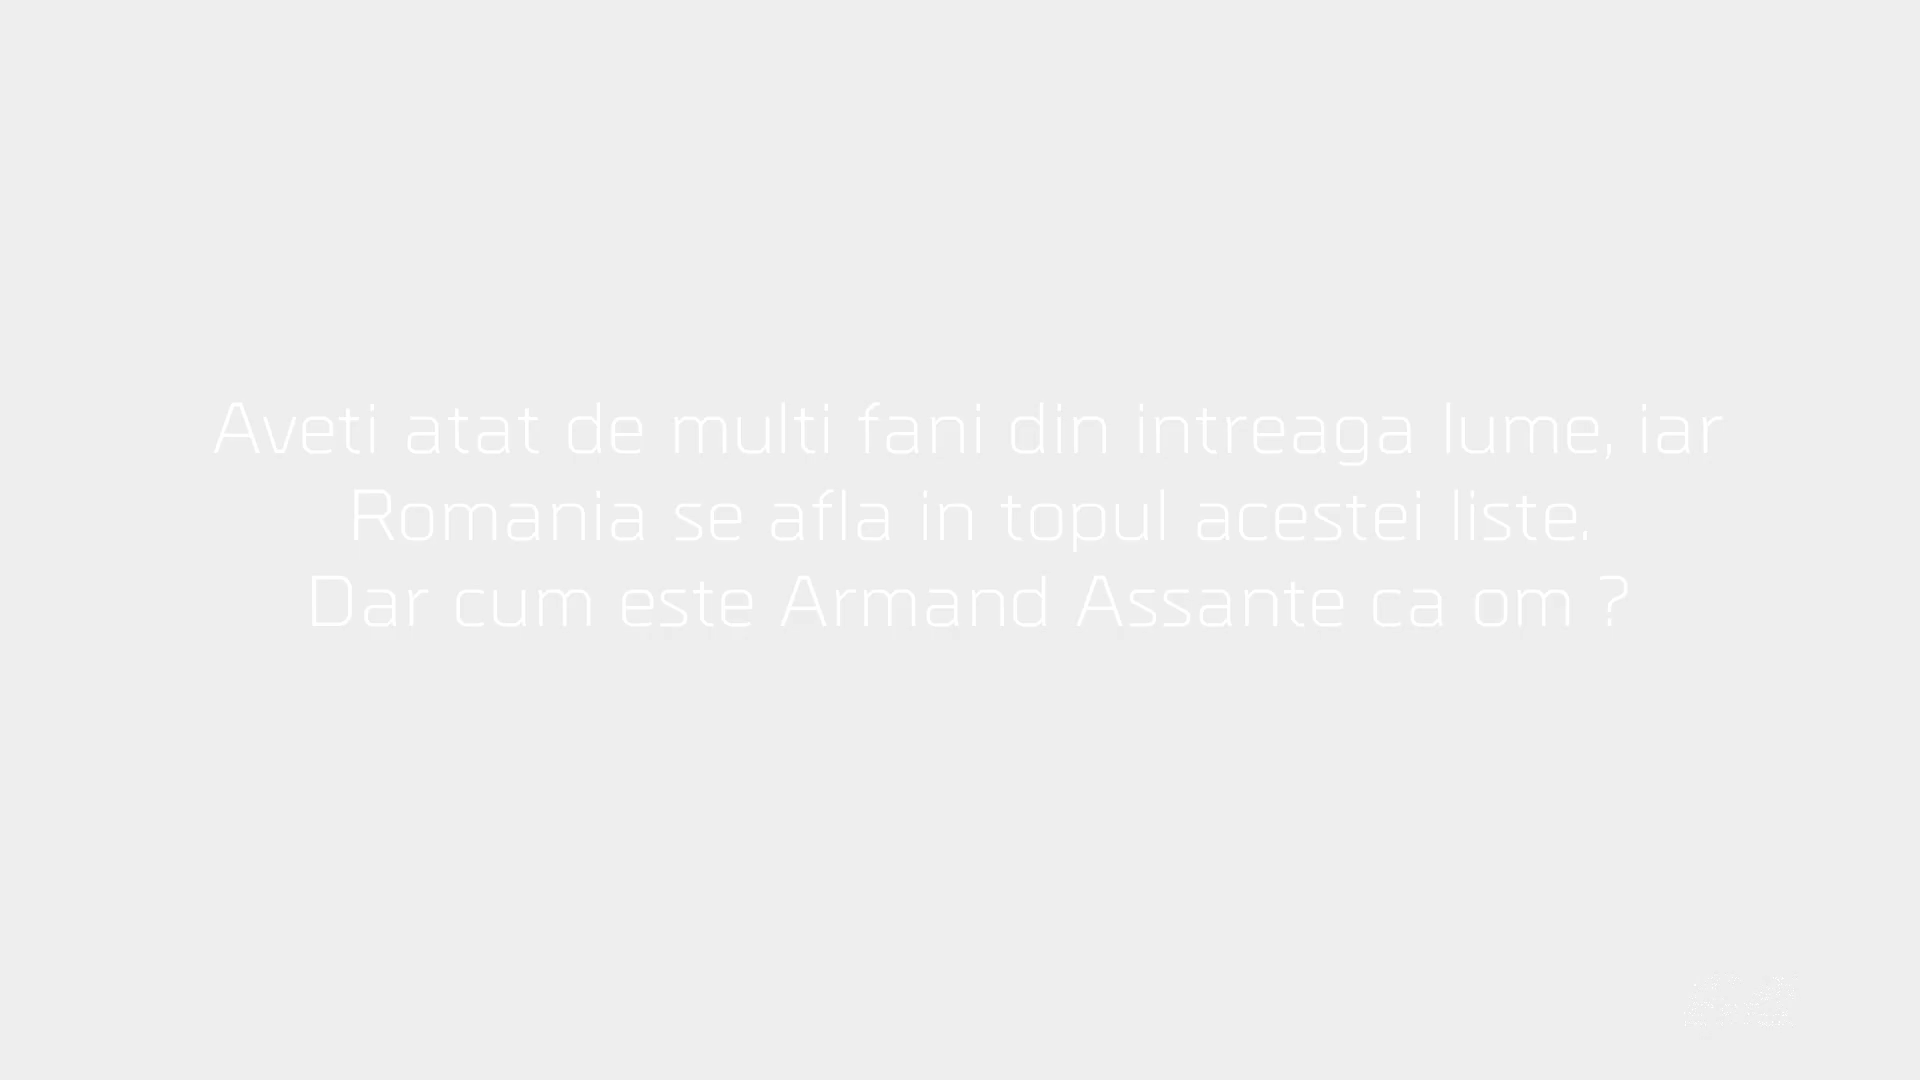 Aveti atat de multi fani din intreaga lume, iar
Romania se afla in topul acestei liste.
Dar cum este Armand Assante ca om ?